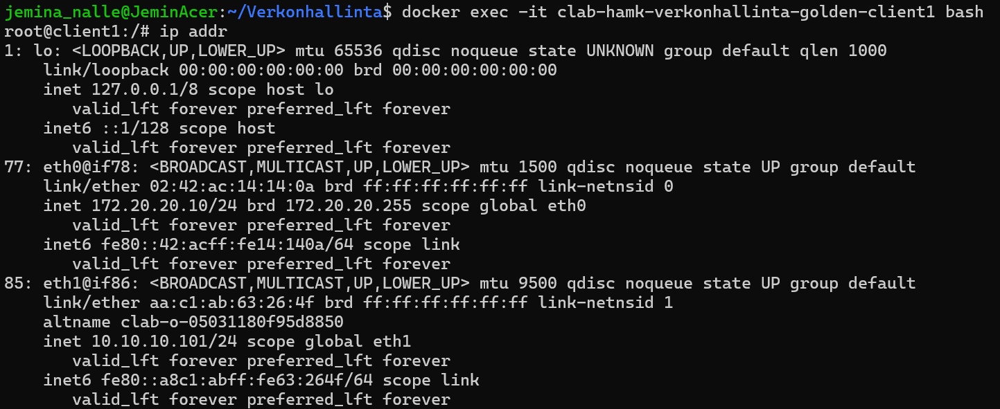 jemina_nalle@JeminAcer:~/Verkonhallinta$ docker exec -it clab-hamk-verkonhallinta-golden-client1 bash
root@client1:/# ip addr
1: lo: <LOOPBACK,UP,LOWER_UP> mtu 65536 qdisc noqueue state UNKNOWN group default qlen 1000
    link/loopback 00:00:00:00:00:00 brd 00:00:00:00:00:00
    inet 127.0.0.1/8 scope host lo
       valid_lft forever preferred_lft forever
    inet6 ::1/128 scope host
       valid_lft forever preferred_lft forever
77: eth0@if78: <BROADCAST,MULTICAST,UP,LOWER_UP> mtu 1500 qdisc noqueue state UP group default
    link/ether 02:42:ac:14:14:0a brd ff:ff:ff:ff:ff:ff link-netnsid 0
    inet 172.20.20.10/24 brd 172.20.20.255 scope global eth0
       valid_lft forever preferred_lft forever
    inet6 fe80::42:acff:fe14:140a/64 scope link
       valid_lft forever preferred_lft forever
85: eth1@if86: <BROADCAST,MULTICAST,UP,LOWER_UP> mtu 9500 qdisc noqueue state UP group default
    link/ether aa:c1:ab:63:26:4f brd ff:ff:ff:ff:ff:ff link-netnsid 1
    altname clab-o-05031180f95d8850
    inet 10.10.10.101/24 scope global eth1
       valid_lft forever preferred_lft forever
    inet6 fe80::a8c1:abff:fe63:264f/64 scope link
       valid_lft forever preferred_lft forever